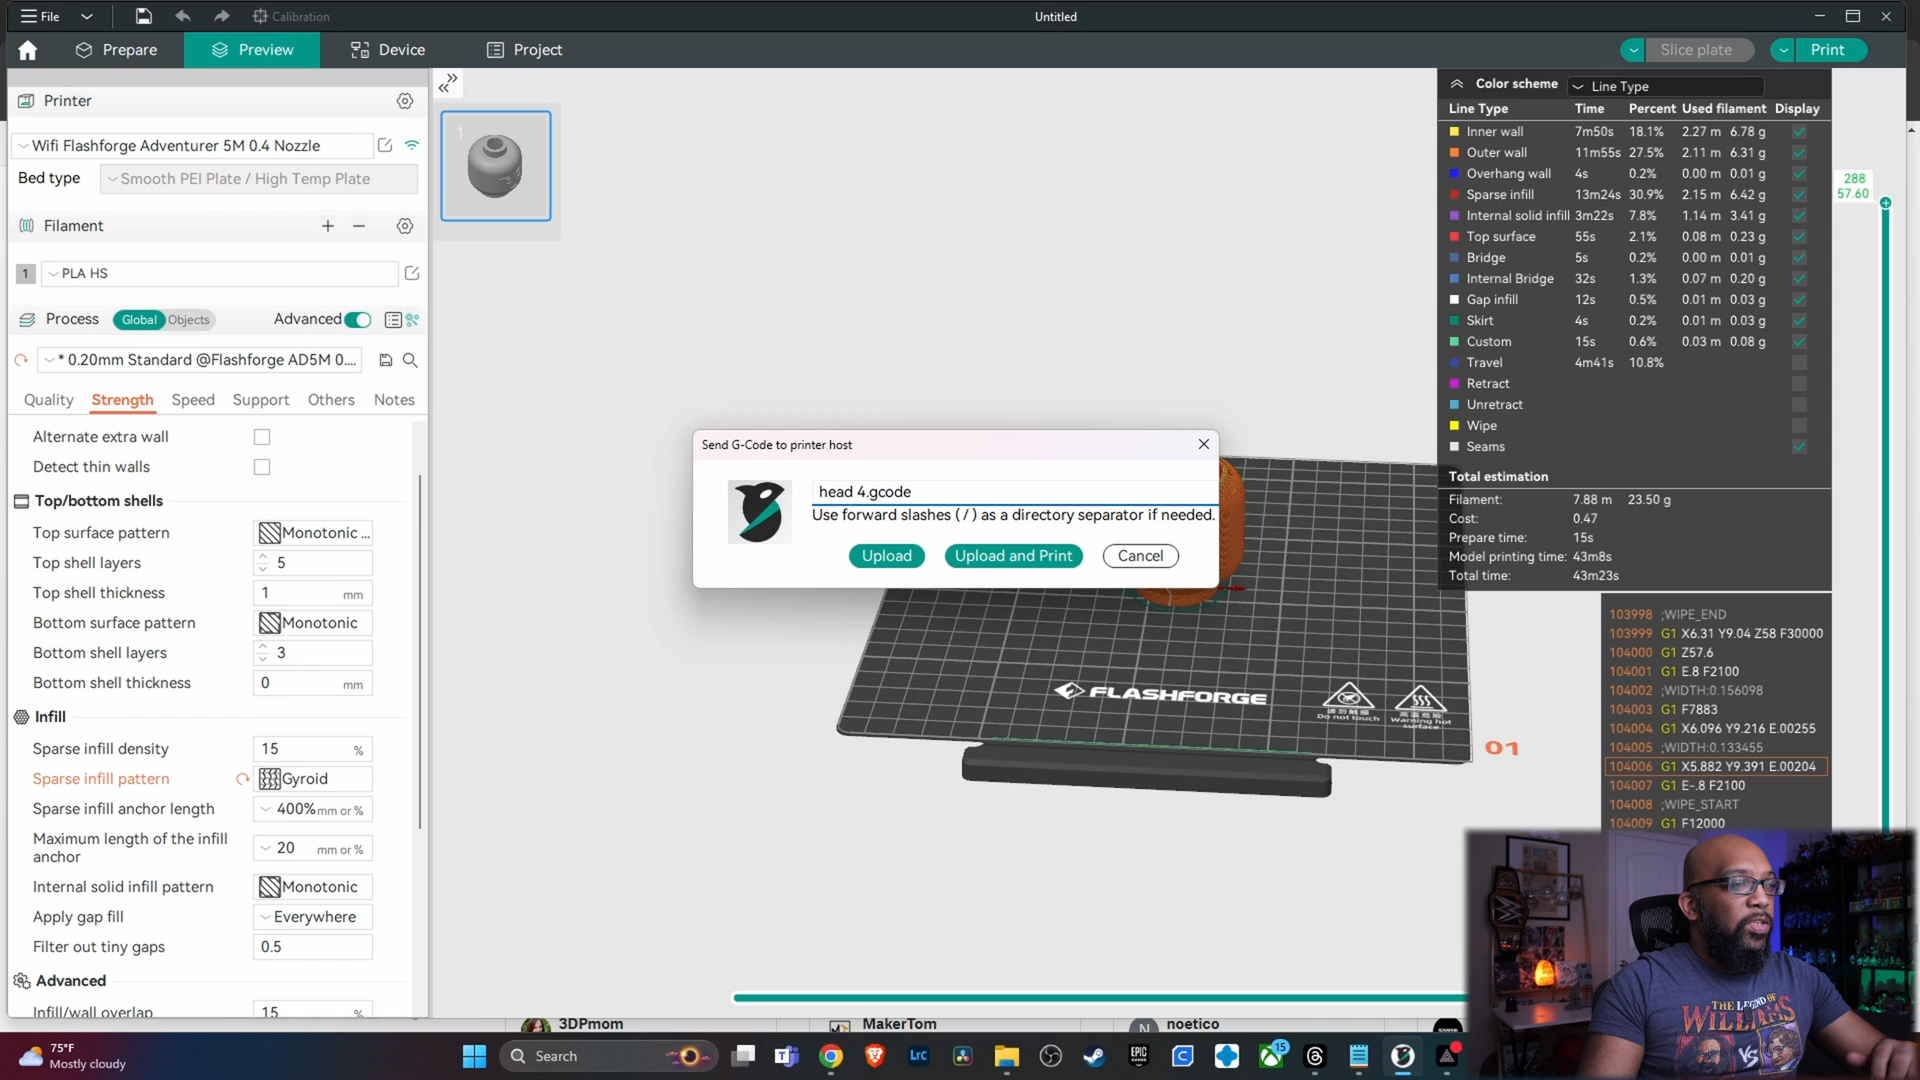 File
Calibration
Untitled
Prepare
Preview
Device
Project
Slice plate
Print
Printer
Wifi Flashforge Adventurer 5M 0.4 Nozzle
Bed type
Smooth PEI Plate / High Temp Plate
Filament
1
PLA HS
Process
Global
Objects
Advanced
* 0.20mm Standard @Flashforge AD5M 0....
Quality
Strength
Speed
Support
Others
Notes
Alternate extra wall
Detect thin walls
Top/bottom shells
Top surface pattern Monotonic ...
Top shell layers 5
Top shell thickness 1 mm
Bottom surface pattern Monotonic
Bottom shell layers 3
Bottom shell thickness 0 mm
Infill
Sparse infill density 15 %
Sparse infill pattern Gyroid
Sparse infill anchor length 400% mm or %
Maximum length of the infill
anchor 20 mm or %
Internal solid infill pattern Monotonic
Apply gap fill Everywhere
Filter out tiny gaps 0.5
Advanced
Infill/wall overlap 15 %
1
Send G-Code to printer host
head 4.gcode
Use forward slashes ( / ) as a directory separator if needed.
Upload
Upload and Print
Cancel
FLASHFORGE
Do not touch
Warning hot
surface
01
Color scheme Line Type
Line Type Time Percent Used filament Display
Inner wall 7m50s 18.1% 2.27 m 6.78 g
Outer wall 11m55s 27.5% 2.11 m 6.31 g
Overhang wall 4s 0.2% 0.00 m 0.01 g
Sparse infill 13m24s 30.9% 2.15 m 6.42 g
Internal solid infill 3m22s 7.8% 1.14 m 3.41 g
Top surface 55s 2.1% 0.08 m 0.23 g
Bridge 5s 0.2% 0.00 m 0.01 g
Internal Bridge 32s 1.3% 0.07 m 0.20 g
Gap infill 12s 0.5% 0.01 m 0.03 g
Skirt 4s 0.2% 0.01 m 0.03 g
Custom 15s 0.6% 0.03 m 0.08 g
Travel 4m41s 10.8%
Retract
Unretract
Wipe
Seams
Total estimation
Filament: 7.88 m 23.50 g
Cost: 0.47
Prepare time: 15s
Model printing time: 43m8s
Total time: 43m23s
288
57.60
103998 ;WIPE_END
103999 G1 X6.31 Y9.04 Z58 F30000
104000 G1 Z57.6
104001 G1 E.8 F2100
104002 ;WIDTH:0.156098
104003 G1 F7883
104004 G1 X6.096 Y9.216 E.00255
104005 ;WIDTH:0.133455
104006 G1 X5.882 Y9.391 E.00204
104007 G1 E-.8 F2100
104008 ;WIPE_START
104009 G1 F12000
THE LEGEND OF
WILLIAMS
VS
3DPmom
MakerTom
N
noetico
75°F
Mostly cloudy
Search
Lrc
EPIC
GAMES
15